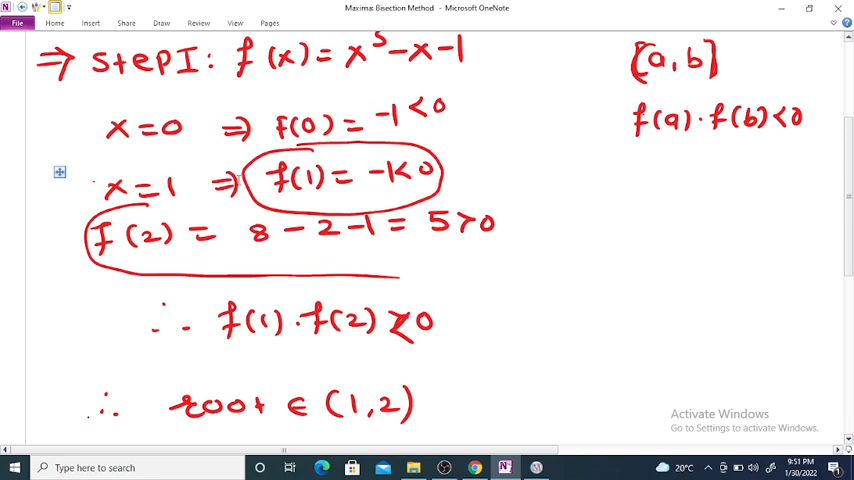 Maxima: Bisection Method - Microsoft OneNote
File Home Insert Share Draw History Review View Pages
⇒ Step I: f(x) = x³ - x - 1 [a, b]
x = 0 ⇒ f(0) = -1 < 0 f(a) . f(b) < 0
x = 1 ⇒ f(1) = -1 < 0
f(2) = 8 - 2 - 1 = 5 > 0
∴ f(1) . f(2) < 0
∴ root ∈ (1, 2)
Activate Windows
Go to Settings to activate Windows.
Type here to search 20°C 9:51 PM
1/30/2022